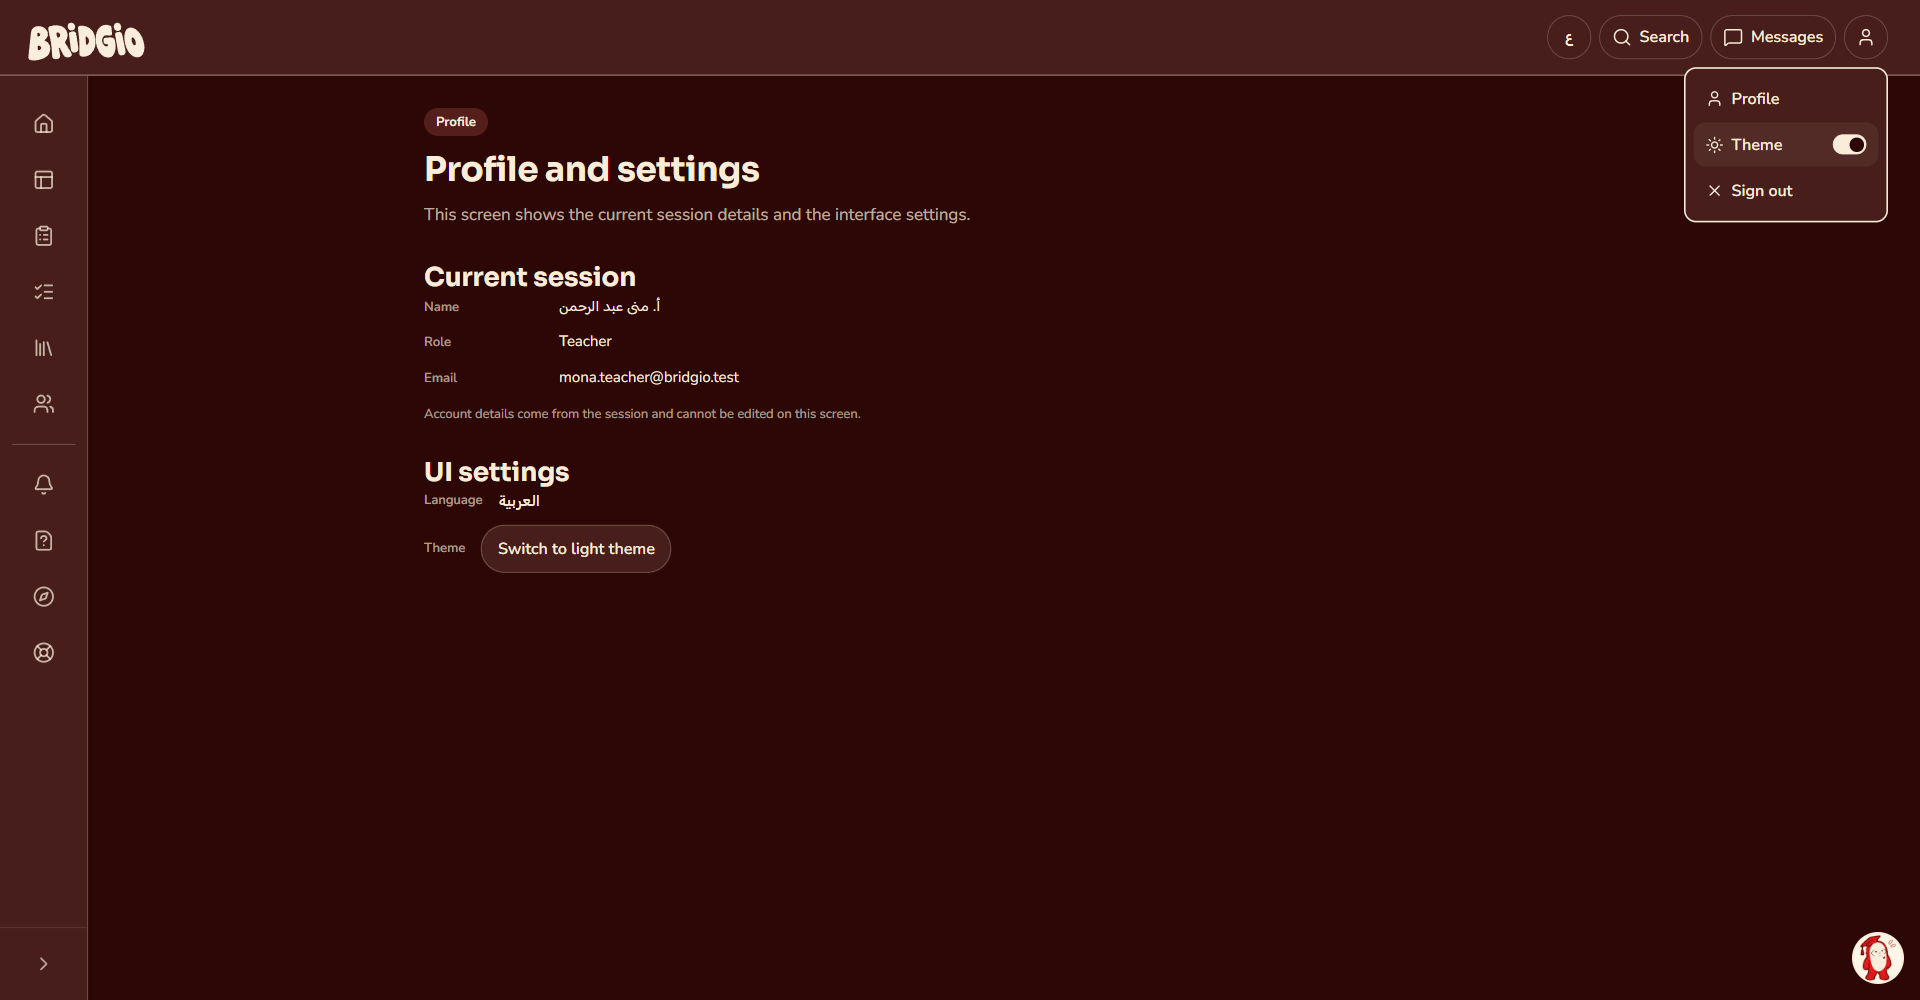 BRiDGiO
ع
Search
Messages
Profile
Theme
Sign out
Profile
Profile and settings
This screen shows the current session details and the interface settings.
Current session
Name
أ. منى عبد الرحمن
Role
Teacher
Email
mona.teacher@bridgio.test
Account details come from the session and cannot be edited on this screen.
UI settings
Language
العربية
Theme
Switch to light theme